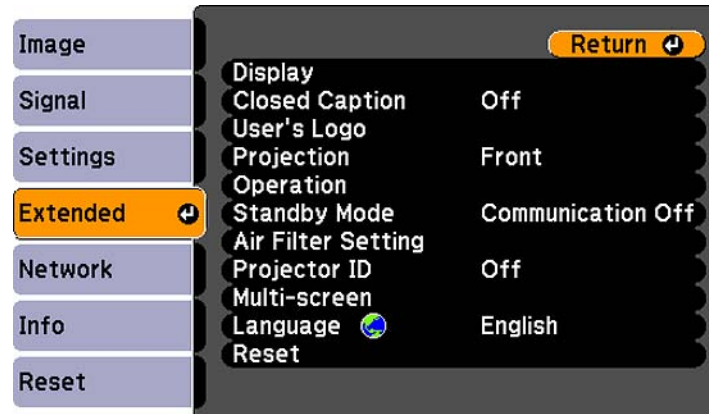 Image
Signal
Settings
Extended
Network
Info
Reset
Return
Display
Closed Caption Off
User's Logo
Projection Front
Operation
Standby Mode Communication Off
Air Filter Setting
Projector ID Off
Multi-screen
Language English
Reset